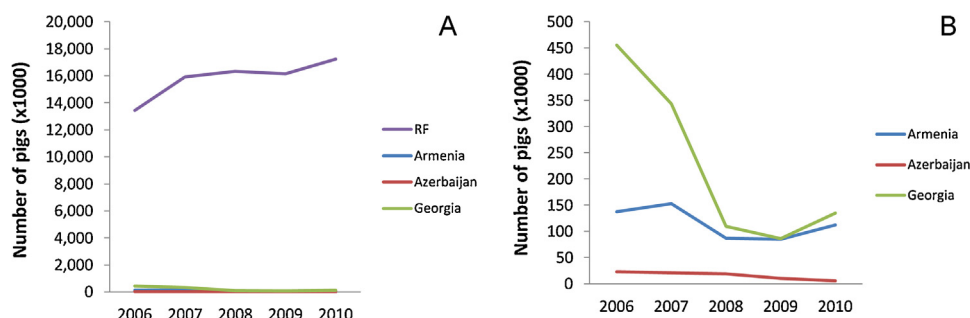 A
Number of pigs (x1000)
20,000
18,000
16,000
14,000
12,000
10,000
8,000
6,000
4,000
2,000
0
2006 2007 2008 2009 2010
RF
Armenia
Azerbaijan
Georgia
B
Number of pigs (x1000)
500
450
400
350
300
250
200
150
100
50
0
2006 2007 2008 2009 2010
Armenia
Azerbaijan
Georgia